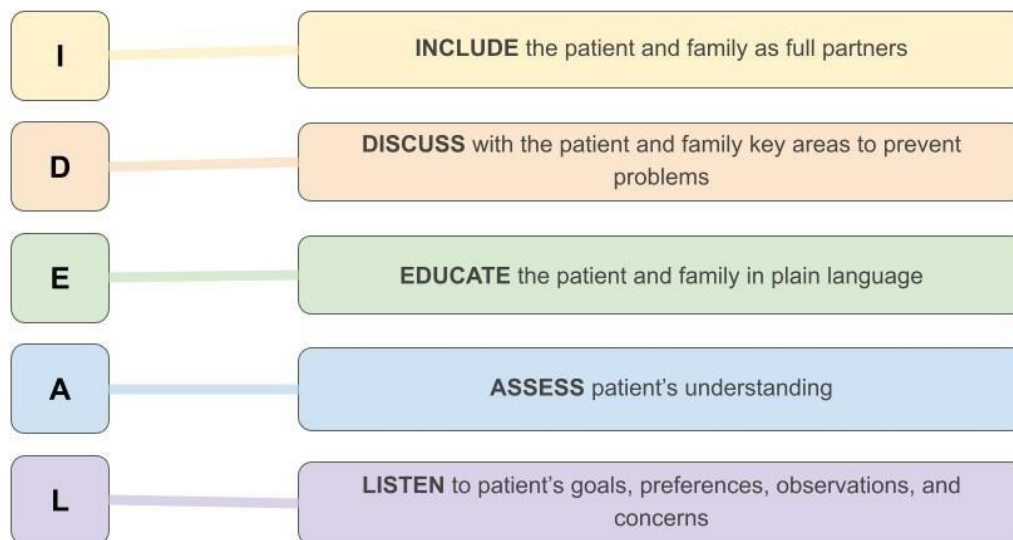 I
INCLUDE the patient and family as full partners
D
DISCUSS with the patient and family key areas to prevent
problems
E
EDUCATE the patient and family in plain language
A
ASSESS patient’s understanding
L
LISTEN to patient’s goals, preferences, observations, and
concerns